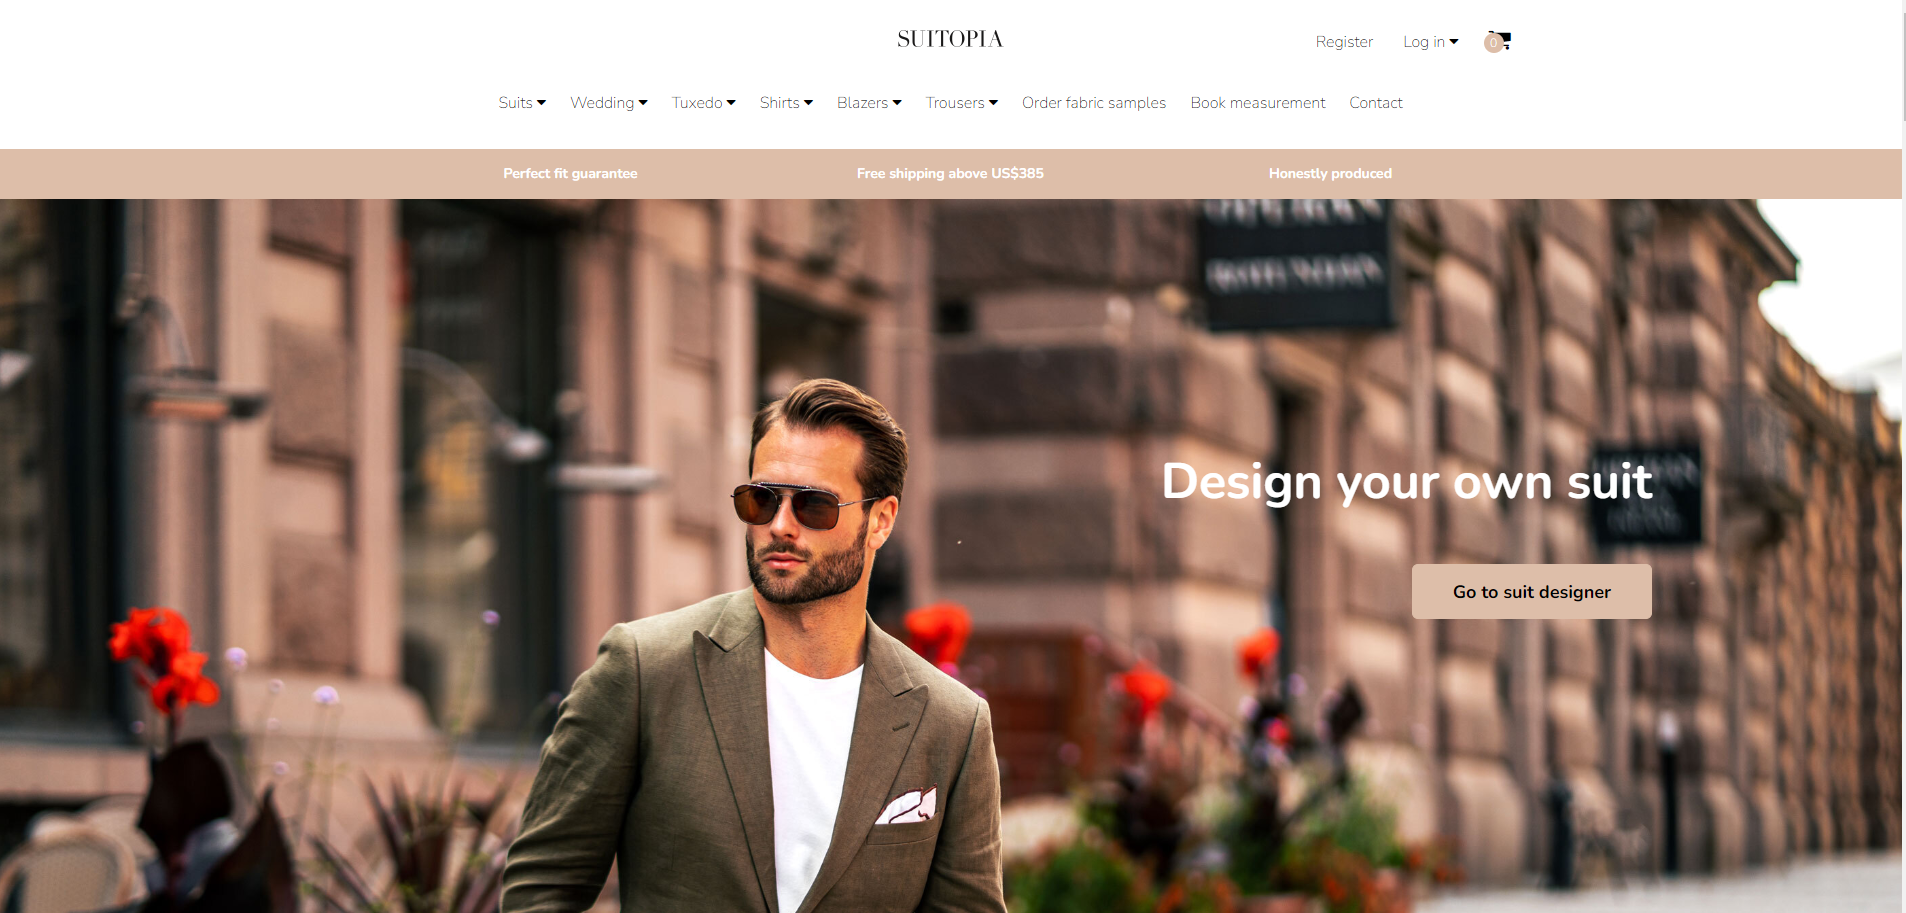 SUITOPIA
Register
Log in
0
Suits
Wedding
Tuxedo
Shirts
Blazers
Trousers
Order fabric samples
Book measurement
Contact
Perfect fit guarantee
Free shipping above US$385
Honestly produced
Design your own suit
Go to suit designer